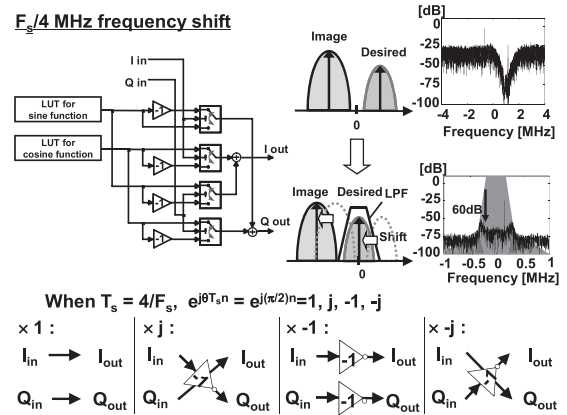 Fs/4 MHz frequency shift
I in
Q in
LUT for
sine function
LUT for
cosine function
-1
-1
-1
-1
I out
Q out
Image
Desired
0
[dB]
0
-25
-50
-75
-100
-4 -2 0 2 4
Frequency [MHz]
Image
Desired
LPF
Shift
0
[dB]
0
-25
-50
-75
-100
60dB
-1 -0.5 0 0.5 1
Frequency [MHz]
When Ts = 4/Fs, e^jθTsn = e^j(π/2)n = 1, j, -1, -j
× 1 :
Iin Iout
Qin Qout
× j :
Iin Iout
-1
Qin Qout
× -1 :
Iin -1 Iout
Qin -1 Qout
× -j :
Iin Iout
-1
Qin Qout